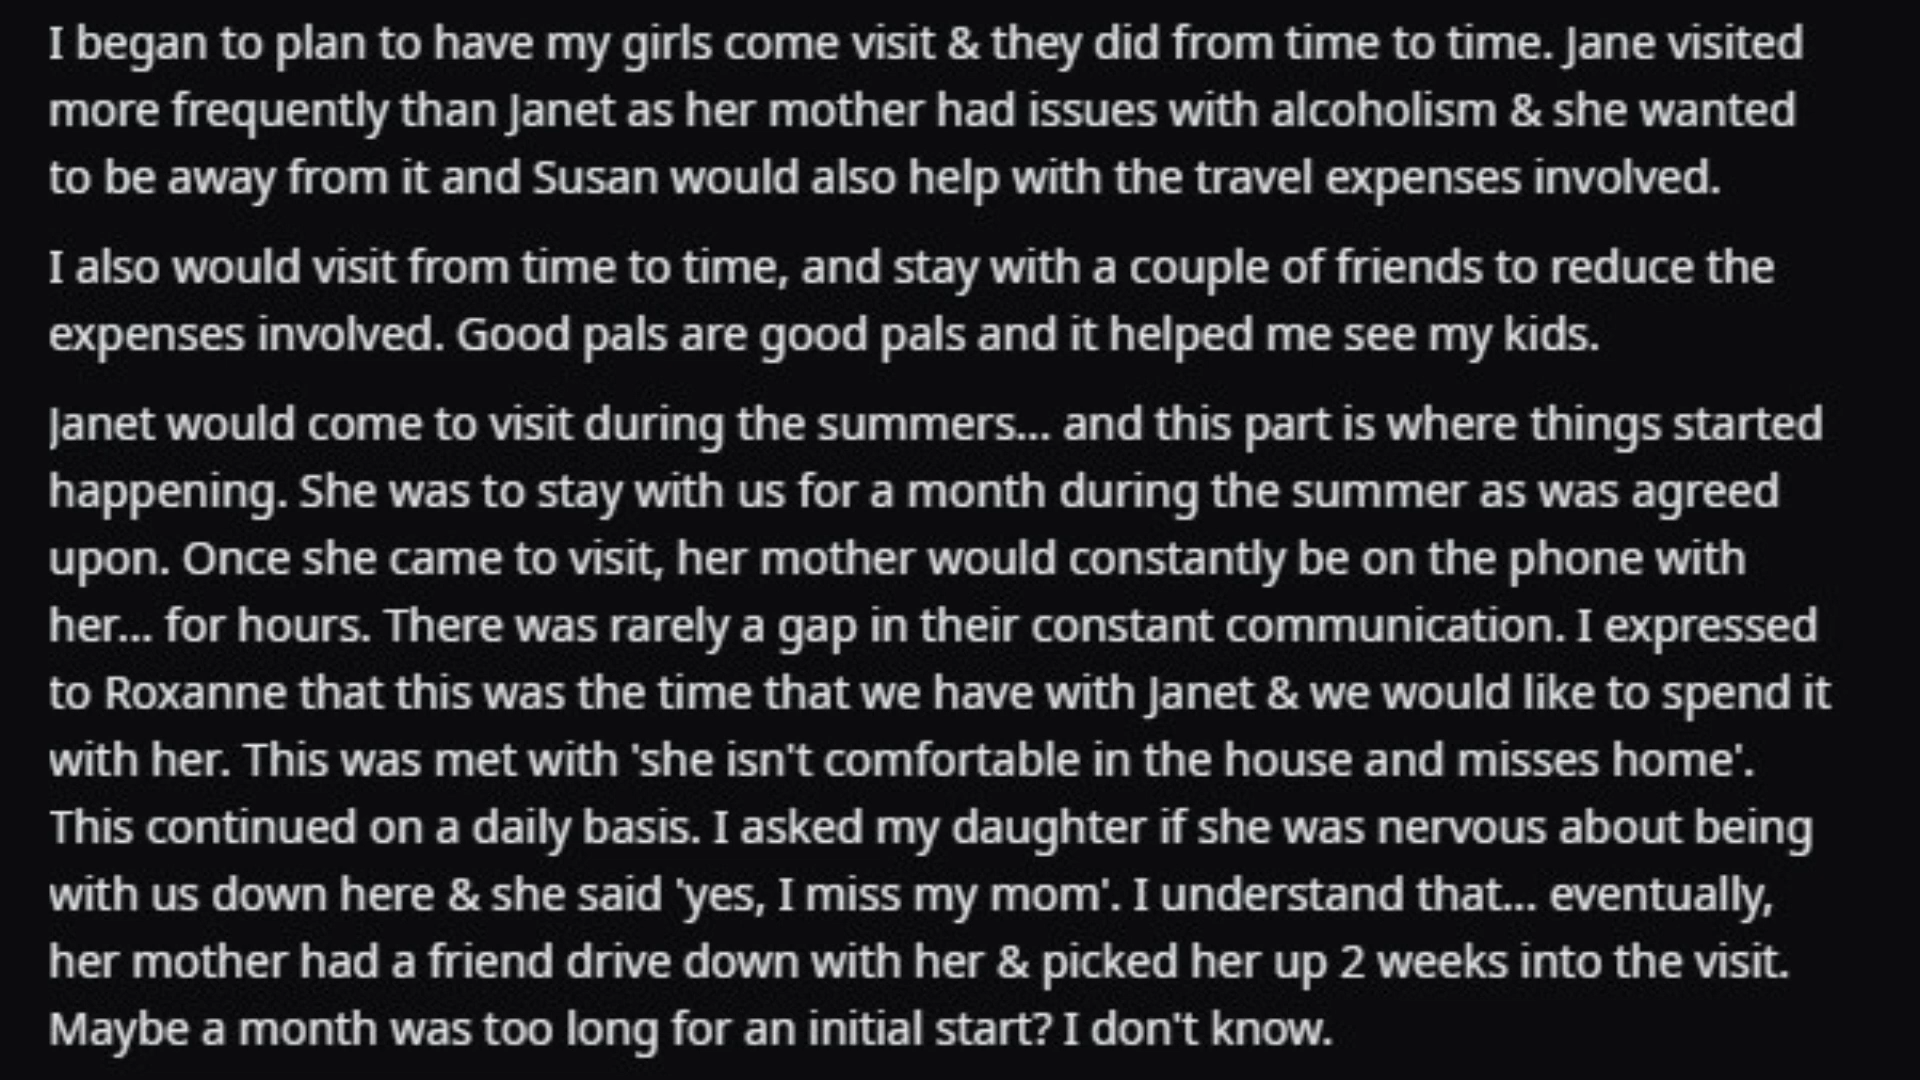 I began to plan to have my girls come visit & they did from time to time. Jane visited
more frequently than Janet as her mother had issues with alcoholism & she wanted
to be away from it and Susan would also help with the travel expenses involved.
I also would visit from time to time, and stay with a couple of friends to reduce the
expenses involved. Good pals are good pals and it helped me see my kids.
Janet would come to visit during the summers... and this part is where things started
happening. She was to stay with us for a month during the summer as was agreed
upon. Once she came to visit, her mother would constantly be on the phone with
her... for hours. There was rarely a gap in their constant communication. I expressed
to Roxanne that this was the time that we have with Janet & we would like to spend it
with her. This was met with 'she isn't comfortable in the house and misses home'.
This continued on a daily basis. I asked my daughter if she was nervous about being
with us down here & she said 'yes, I miss my mom'. I understand that... eventually,
her mother had a friend drive down with her & picked her up 2 weeks into the visit.
Maybe a month was too long for an initial start? I don't know.